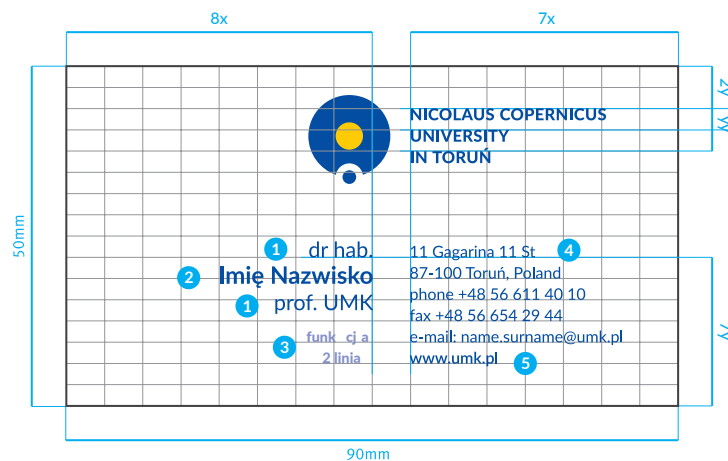 8x
7x
2y
y
y
NICOLAUS COPERNICUS
UNIVERSITY
IN TORUŃ
50mm
1
dr hab.
2
Imię Nazwisko
1
prof. UMK
3
funk cj a
2 linia
11 Gagarina 11 St
4
87-100 Toruń, Poland
phone +48 56 611 40 10
fax +48 56 654 29 44
e-mail: name.surname@umk.pl
www.umk.pl
5
7y
90mm